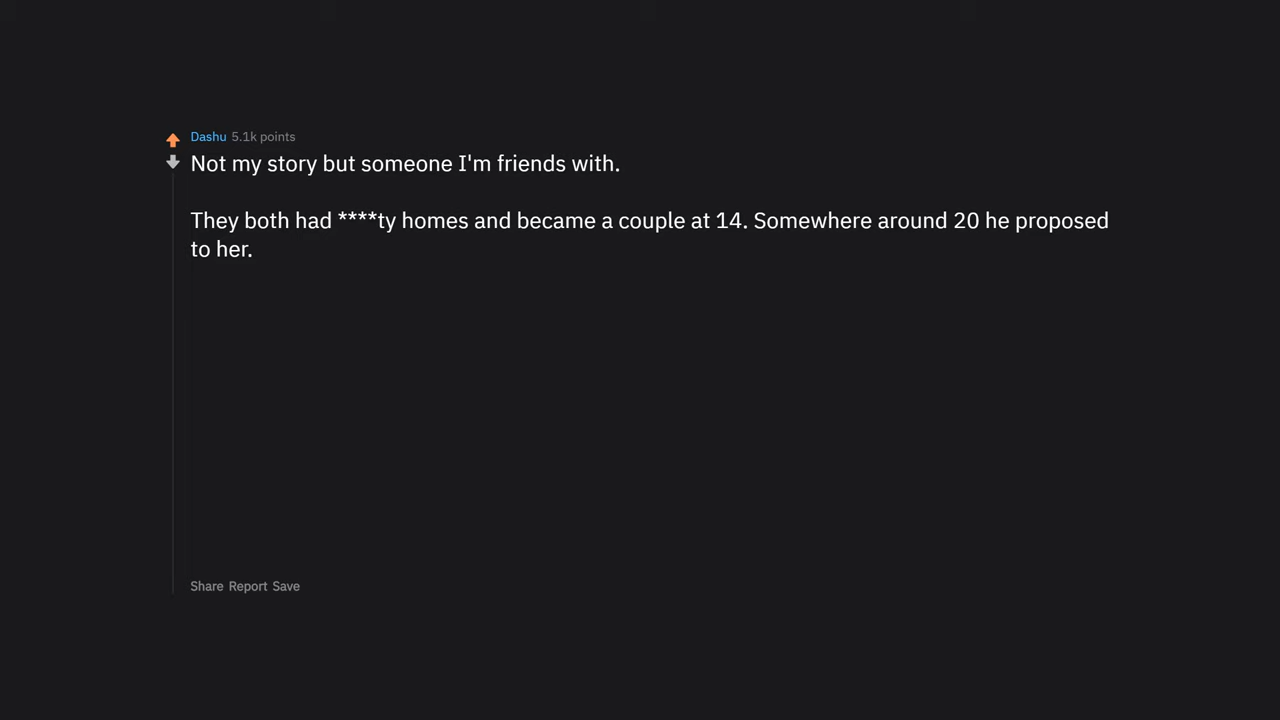 Dashu 5.1k points
Not my story but someone I'm friends with.
They both had ****ty homes and became a couple at 14. Somewhere around 20 he proposed
to her.
Share Report Save